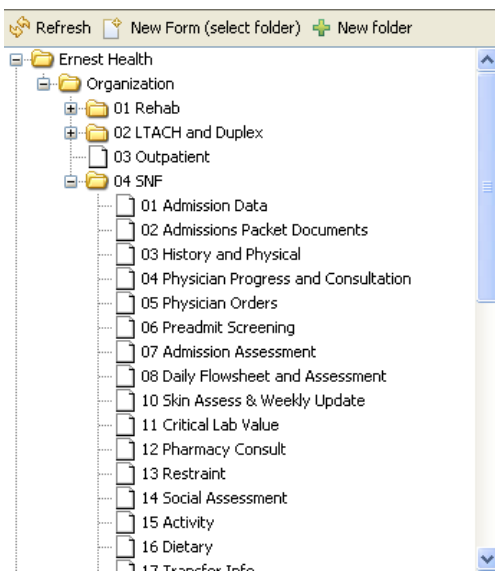 Refresh New Form (select folder) New folder
Ernest Health
Organization
01 Rehab
02 LTACH and Duplex
03 Outpatient
04 SNF
01 Admission Data
02 Admissions Packet Documents
03 History and Physical
04 Physician Progress and Consultation
05 Physician Orders
06 Preadmit Screening
07 Admission Assessment
08 Daily Flowsheet and Assessment
10 Skin Assess & Weekly Update
11 Critical Lab Value
12 Pharmacy Consult
13 Restraint
14 Social Assessment
15 Activity
16 Dietary
17 Transfer Info